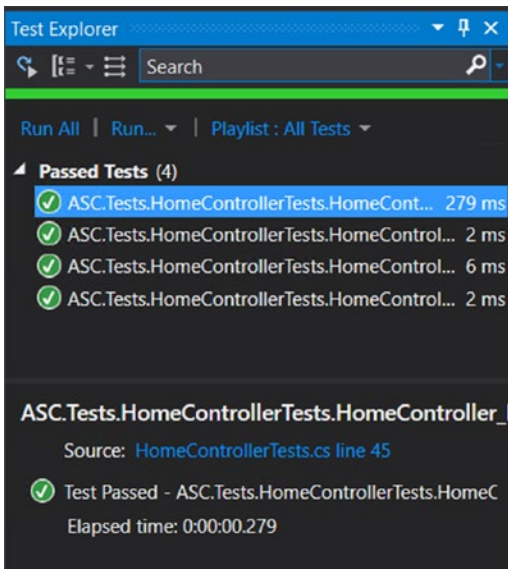 Test Explorer
Search
Run All | Run... | Playlist : All Tests
Passed Tests (4)
ASC.Tests.HomeControllerTests.HomeCont... 279 ms
ASC.Tests.HomeControllerTests.HomeControl... 2 ms
ASC.Tests.HomeControllerTests.HomeControl... 6 ms
ASC.Tests.HomeControllerTests.HomeControl... 2 ms
ASC.Tests.HomeControllerTests.HomeController_
Source: HomeControllerTests.cs line 45
Test Passed - ASC.Tests.HomeControllerTests.HomeC
Elapsed time: 0:00:00.279